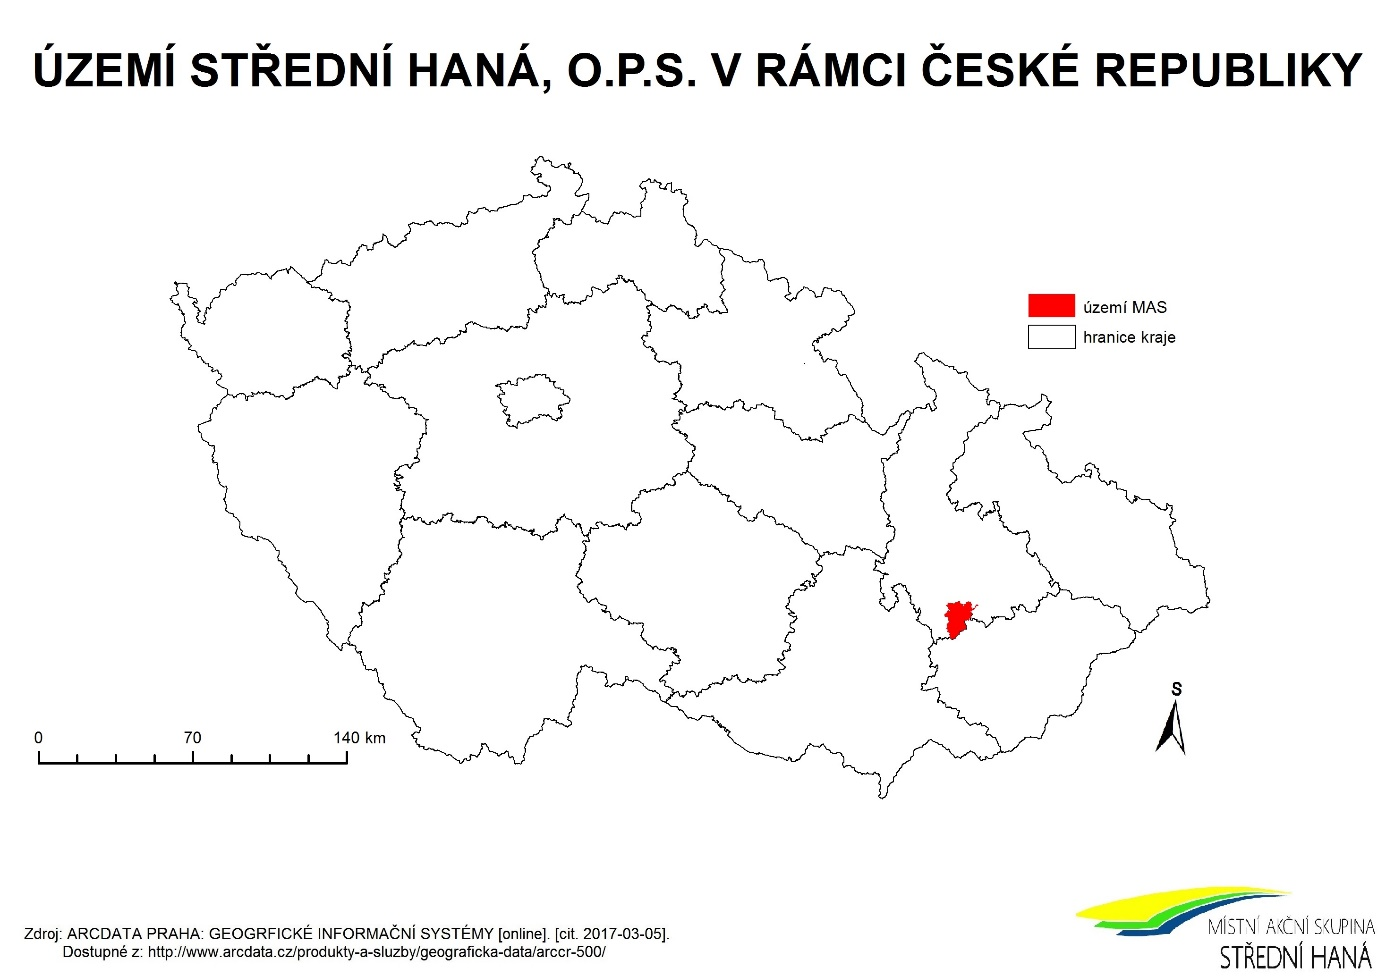 ÚZEMÍ STŘEDNÍ HANÁ, O.P.S. V RÁMCI ČESKÉ REPUBLIKY
území MAS
hranice kraje
S
0 70 140 km
Zdroj: ARCDATA PRAHA: GEOGRFICKÉ INFORMAČNÍ SYSTÉMY [online]. [cit. 2017-03-05].
Dostupné z: http://www.arcdata.cz/produkty-a-sluzby/geograficka-data/arccr-500/
MÍSTNÍ AKČNÍ SKUPINA
STŘEDNÍ HANÁ